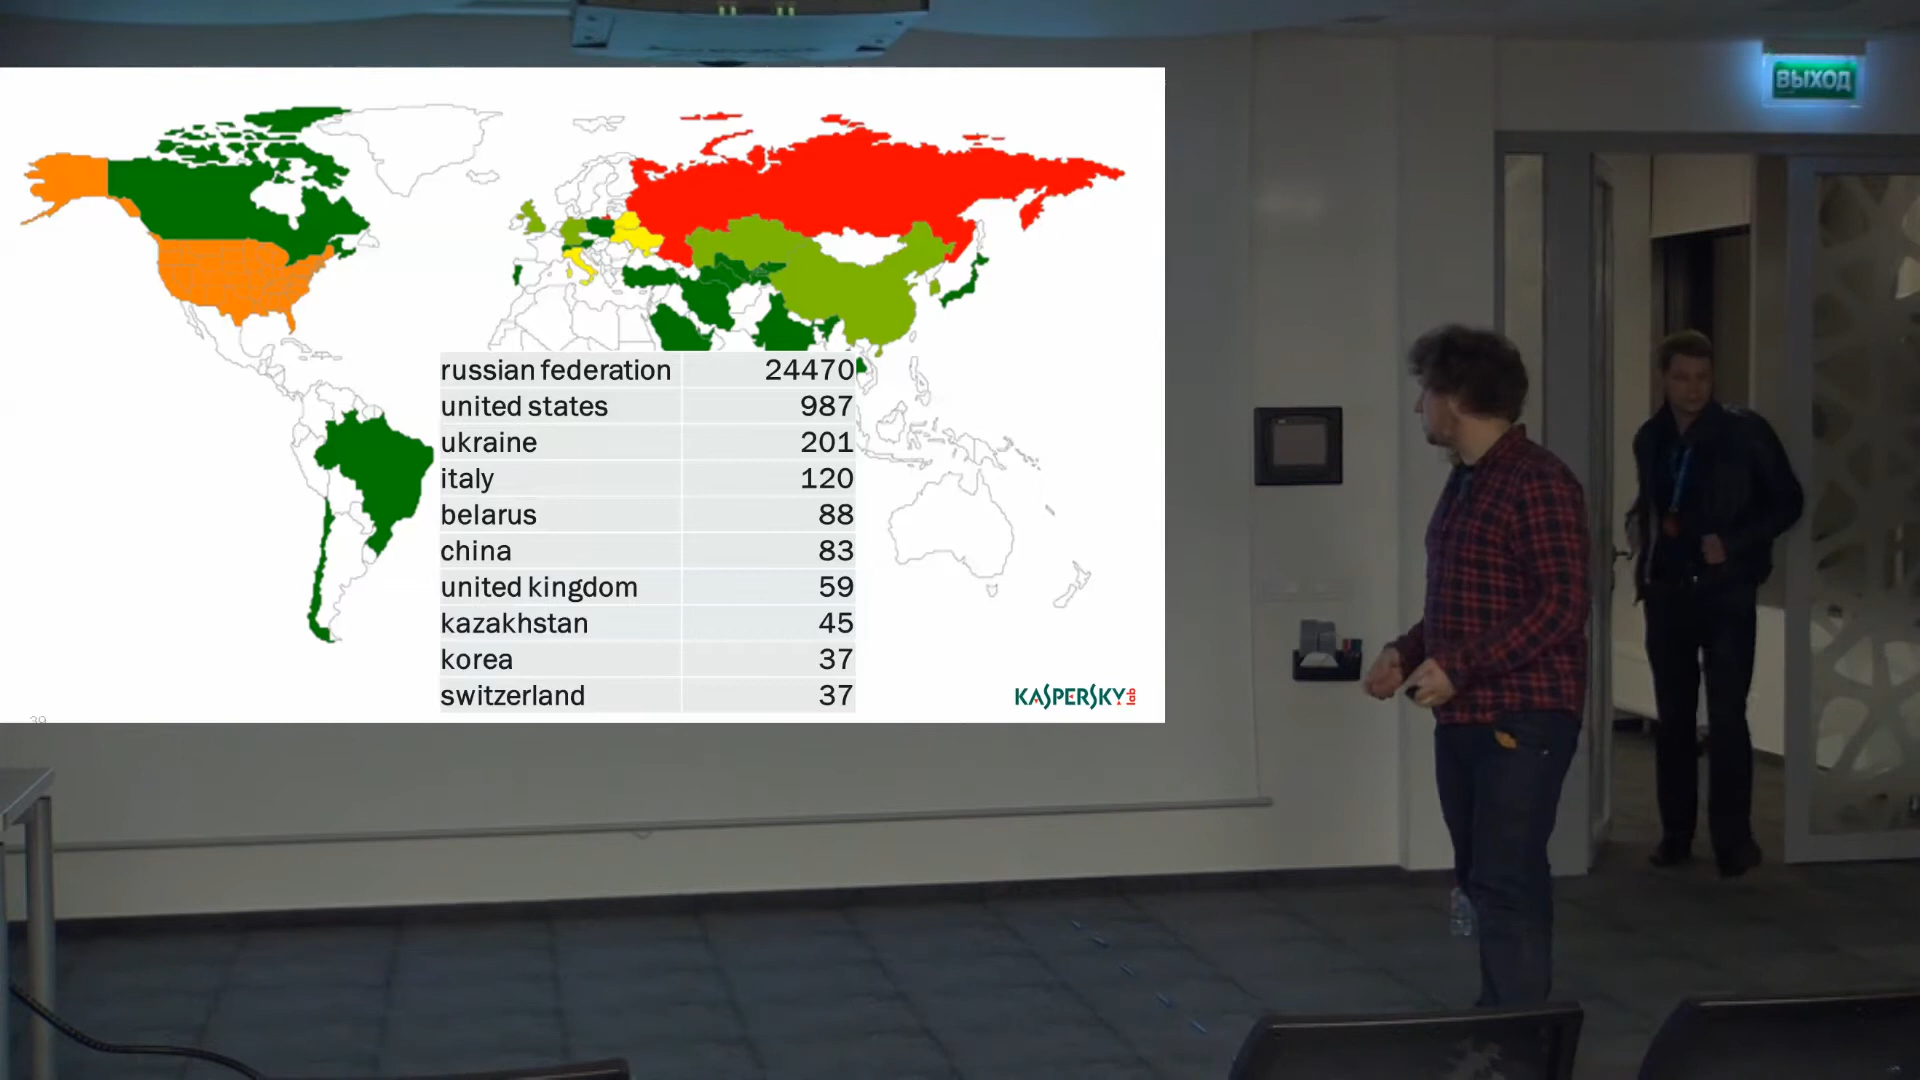 ВЫХОД
russian federation 24470
united states 987
ukraine 201
italy 120
belarus 88
china 83
united kingdom 59
kazakhstan 45
korea 37
switzerland 37
KASPERSKY lab
39